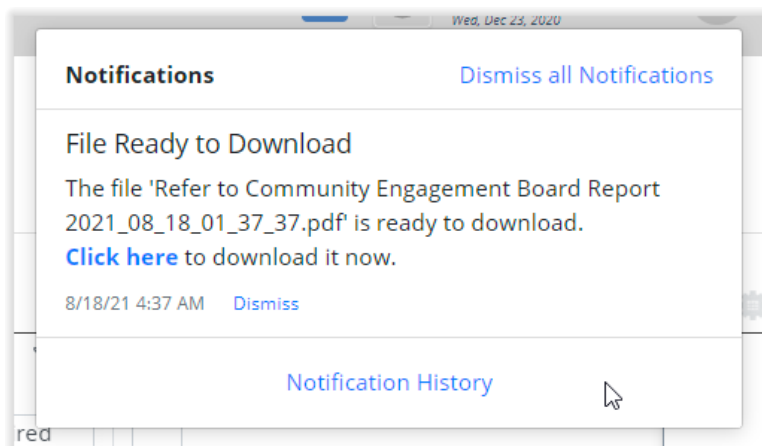 Wed, Dec 23, 2020
Notifications
Dismiss all Notifications
File Ready to Download
The file 'Refer to Community Engagement Board Report
2021_08_18_01_37_37.pdf' is ready to download.
Click here to download it now.
8/18/21 4:37 AM Dismiss
Notification History
red